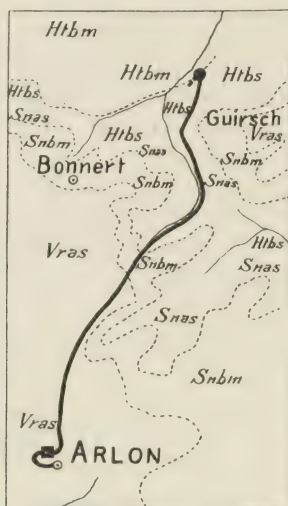 Htbm
Htbm
Htbs
Htbs
Snas
Htbs
Guirsch
Vras
Snbm
Htbs
Snas
Snbm
Bonnert
Snbm
Snas
Htbs
Vras
Snbm
Snas
Snas
Snbm
Vras
ARLON